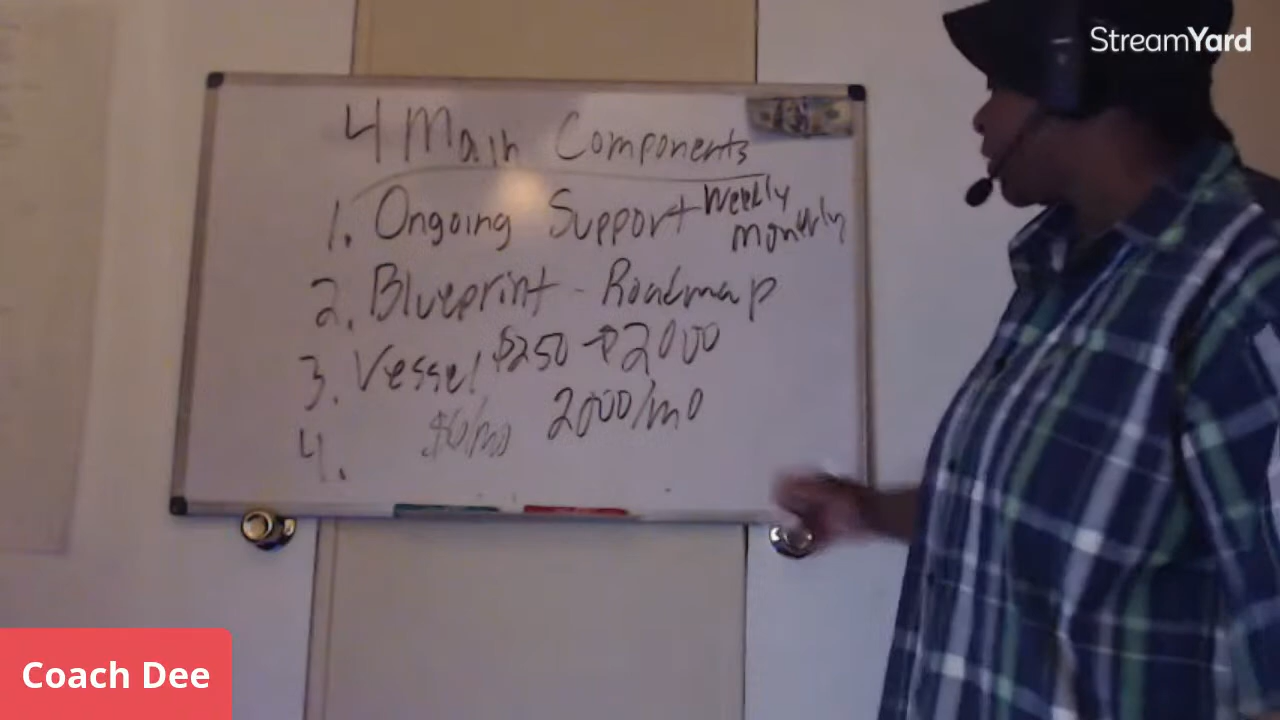 StreamYard
4 Main Components
1. Ongoing Support Weekly
monthly
2. Blueprint - Roadmap
3. Vessel $250 - $2000
$0/mo 2000/mo
4.
Coach Dee